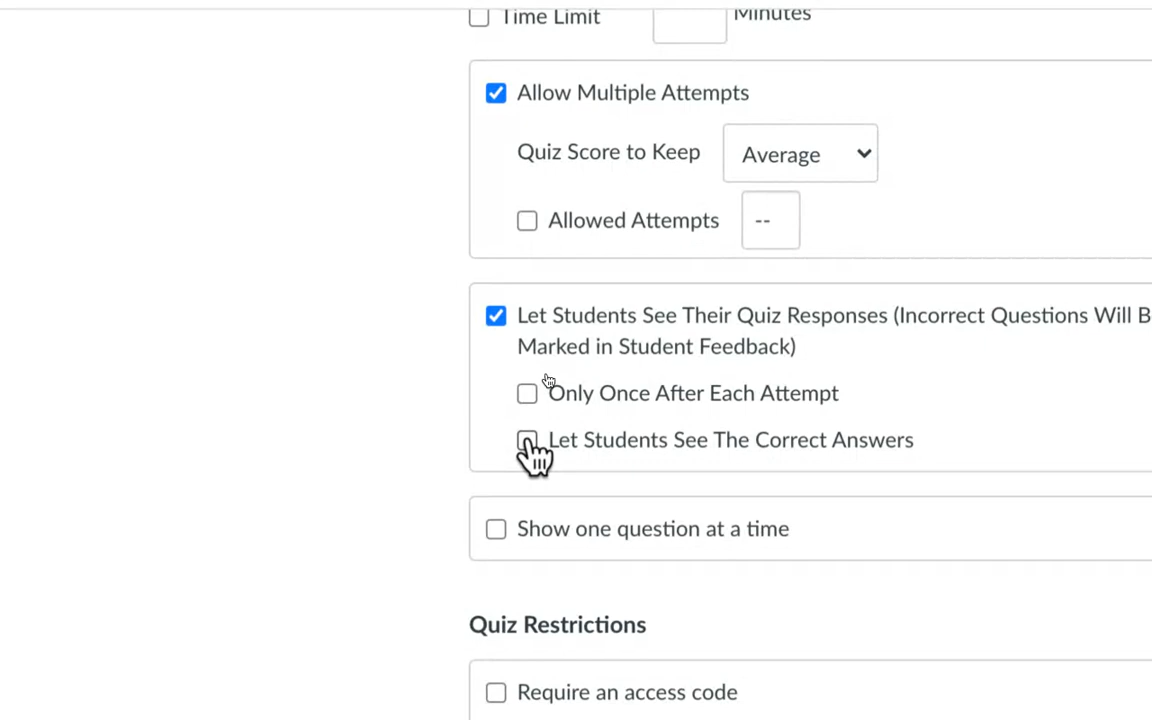 Time Limit Minutes
Allow Multiple Attempts
Quiz Score to Keep Average
Allowed Attempts --
Let Students See Their Quiz Responses (Incorrect Questions Will B
Marked in Student Feedback)
Only Once After Each Attempt
Let Students See The Correct Answers
Show one question at a time
Quiz Restrictions
Require an access code